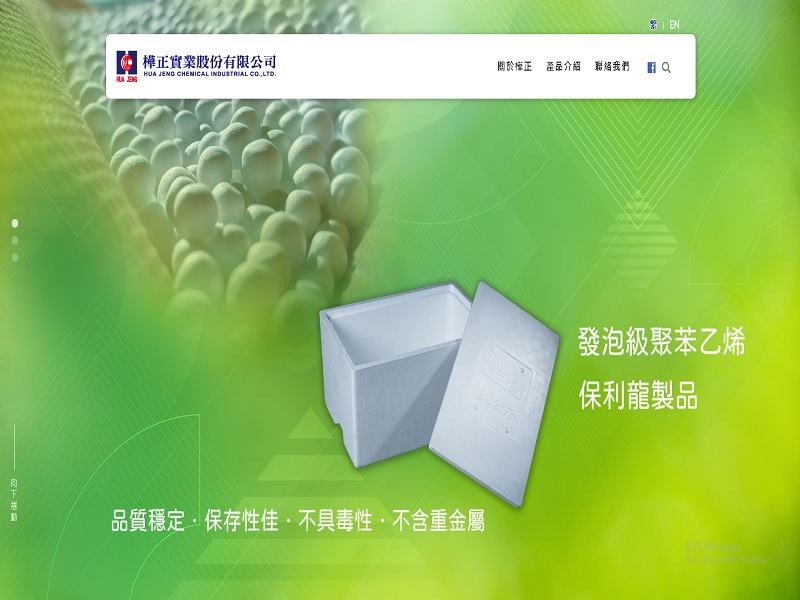 繁 | EN
樺正實業股份有限公司
HUA JENG CHEMICAL INDUSTRIAL CO.,LTD.
HUA JENG
關於樺正 產品介紹 聯絡我們
發泡級聚苯乙烯
保利龍製品
向下捲動
品質穩定・保存性佳・不具毒性・不含重金屬